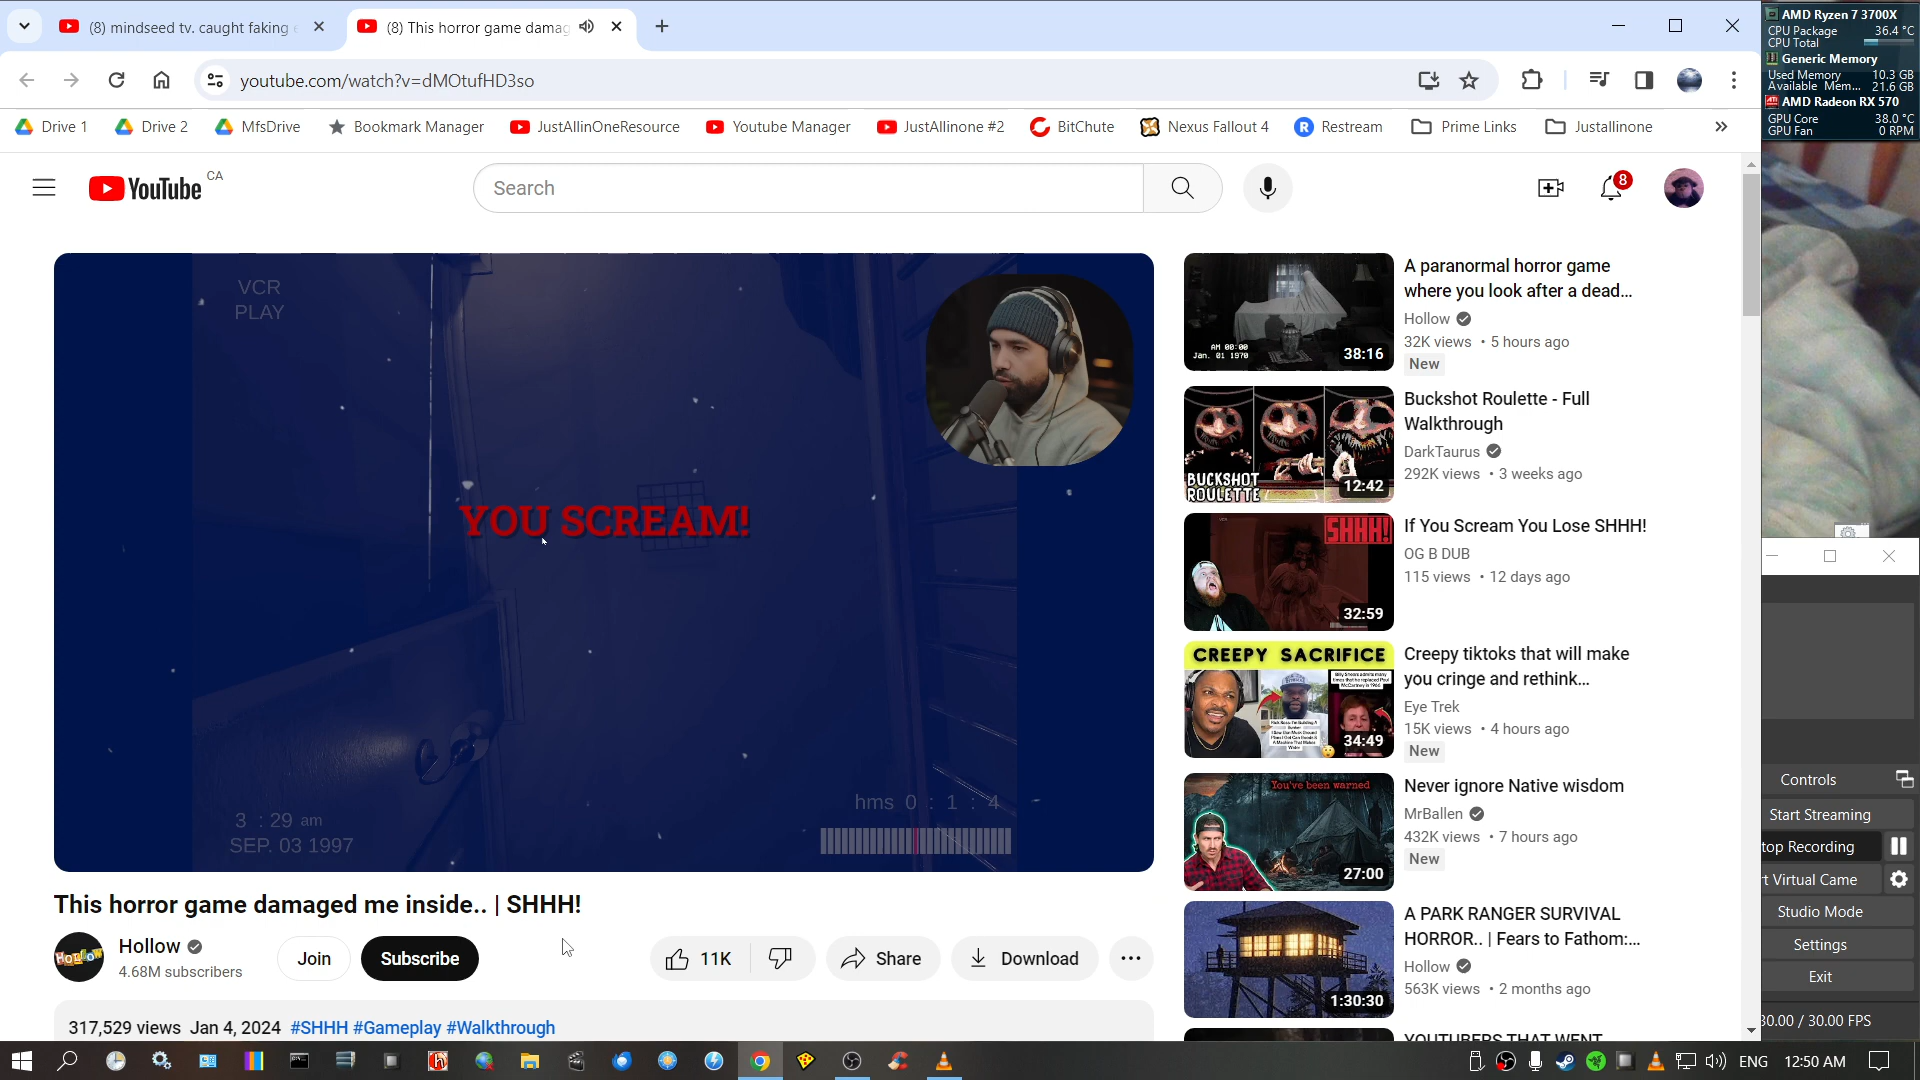 (8) mindseed tv. caught faking
(8) This horror game damag
youtube.com/watch?v=dMOtufHD3so
Drive 1
Drive 2
MfsDrive
Bookmark Manager
JustAllinOneResource
Youtube Manager
JustAllinone #2
BitChute
Nexus Fallout 4
Restream
Prime Links
Justallinone
YouTube CA
Search
8
VCR
PLAY
YOU SCREAM!
3 : 29 am
SEP. 03 1997
hms 0 : 1 : 4
This horror game damaged me inside.. | SHHH!
HOLLOW
Hollow
4.68M subscribers
Join
Subscribe
11K
Share
Download
317,529 views Jan 4, 2024 #SHHH #Gameplay #Walkthrough
AM 00:00
Jan. 01 1970
38:16
A paranormal horror game
where you look after a dead...
Hollow
32K views • 5 hours ago
New
BUCKSHOT
ROULETTE
12:42
Buckshot Roulette - Full
Walkthrough
DarkTaurus
292K views • 3 weeks ago
SHHH!
32:59
If You Scream You Lose SHHH!
OG B DUB
115 views • 12 days ago
CREEPY SACRIFICE
34:49
Creepy tiktoks that will make
you cringe and rethink...
Eye Trek
15K views • 4 hours ago
New
You've been warned
27:00
Never ignore Native wisdom
MrBallen
432K views • 7 hours ago
New
1:30:30
A PARK RANGER SURVIVAL
HORROR.. | Fears to Fathom:...
Hollow
563K views • 2 months ago
YOUTUBERS THAT WENT
AMD Ryzen 7 3700X
CPU Package 36.4 °C
CPU Total
Generic Memory
Used Memory 10.3 GB
Available Mem... 21.6 GB
AMD Radeon RX 570
GPU Core 38.0 °C
GPU Fan 0 RPM
Controls
Start Streaming
top Recording
t Virtual Came
Studio Mode
Settings
Exit
30.00 / 30.00 FPS
ENG
12:50 AM